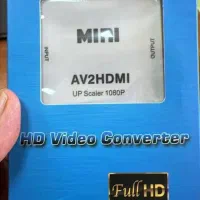 MINI
INPUT
OUTPUT
AV2HDMI
UP Scaler 1080P
HD Video Converter
Full HD